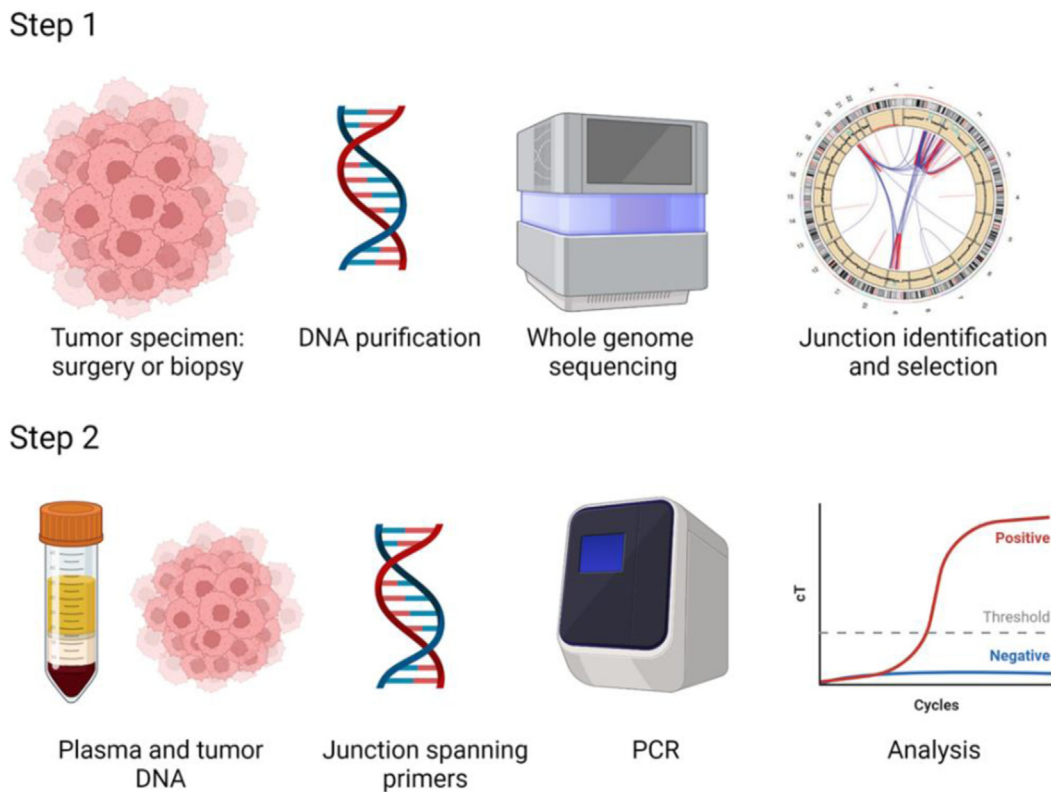 Step 1
Tumor specimen:
surgery or biopsy
DNA purification
Whole genome
sequencing
Junction identification
and selection
Step 2
cT
Positive
Threshold
Negative
Cycles
Plasma and tumor
DNA
Junction spanning
primers
PCR
Analysis